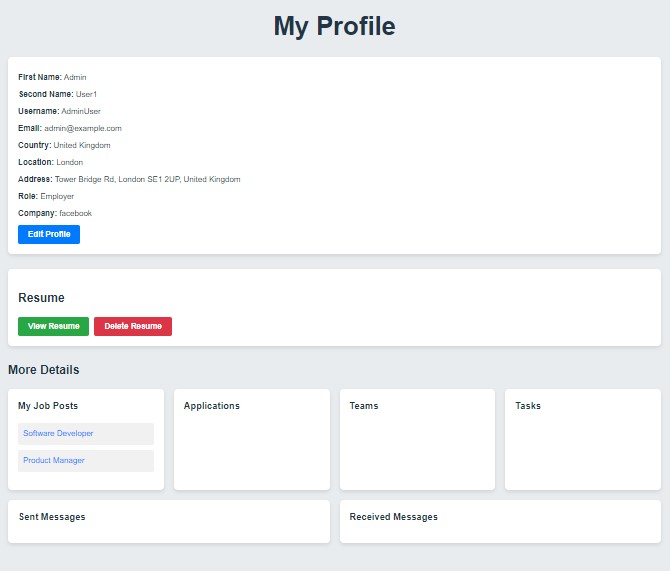 My Profile
First Name: Admin
Second Name: User1
Username: AdminUser
Email: admin@example.com
Country: United Kingdom
Location: London
Address: Tower Bridge Rd, London SE1 2UP, United Kingdom
Role: Employer
Company: facebook
Edit Profile
Resume
View Resume Delete Resume
More Details
My Job Posts Applications Teams Tasks
Software Developer
Product Manager
Sent Messages Received Messages